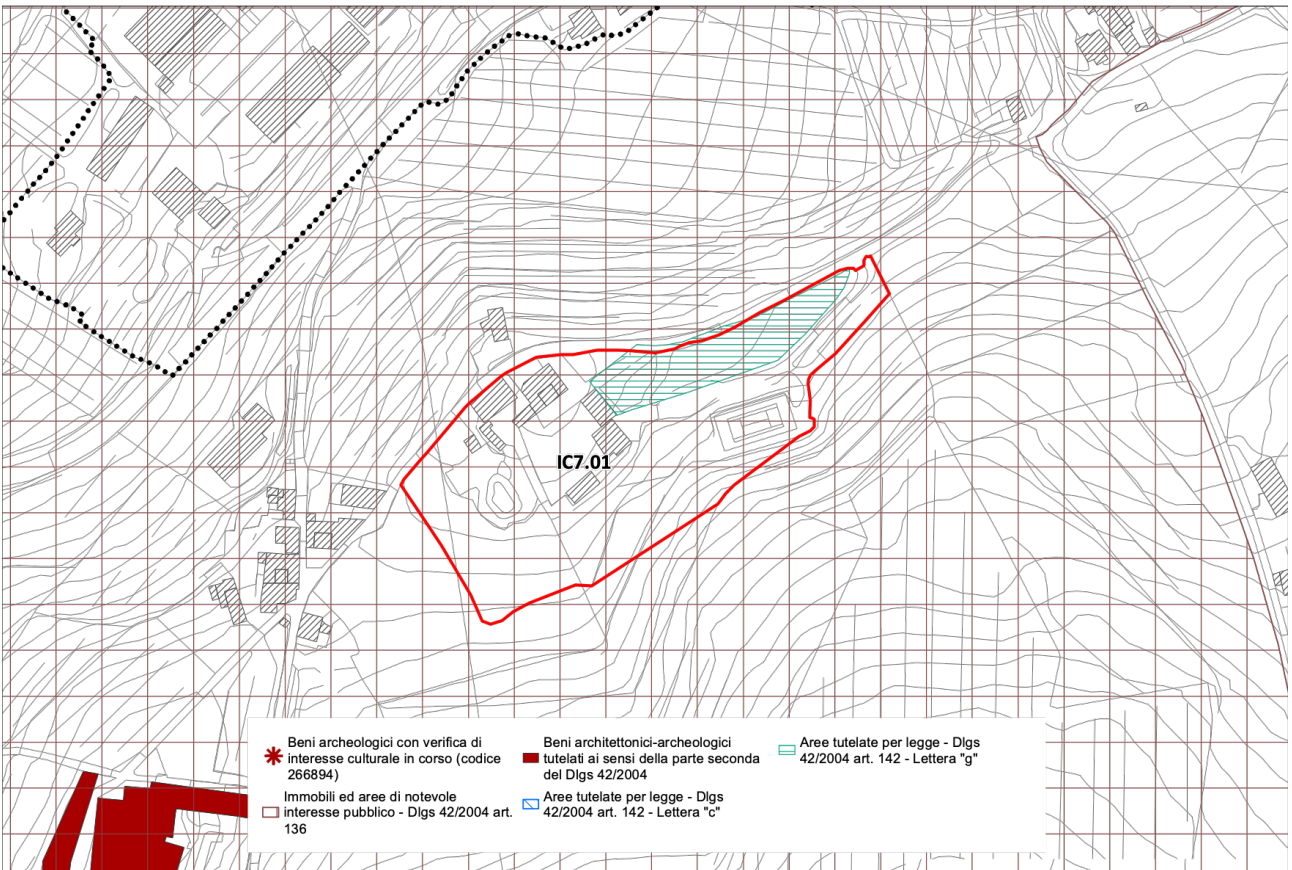 IC7.01
Beni archeologici con verifica di
interesse culturale in corso (codice
266894)
Immobili ed aree di notevole
interesse pubblico - Dlgs 42/2004 art.
136
Beni architettonici-archeologici
tutelati ai sensi della parte seconda
del Dlgs 42/2004
Aree tutelate per legge - Dlgs
42/2004 art. 142 - Lettera "c"
Aree tutelate per legge - Dlgs
42/2004 art. 142 - Lettera "g"